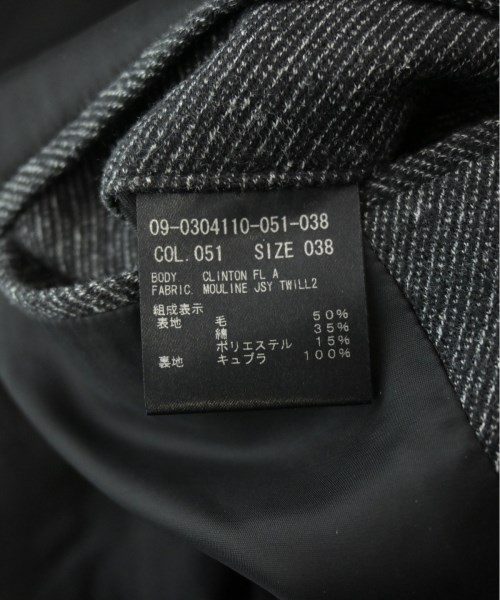 09-0304110-051-038
COL. 051 SIZE 038
BODY CLINTON FL A
FABRIC. MOULINE JSY TWILL2
組成表示
表地 毛 50%
綿 35%
ポリエステル 15%
裏地 キュプラ 100%